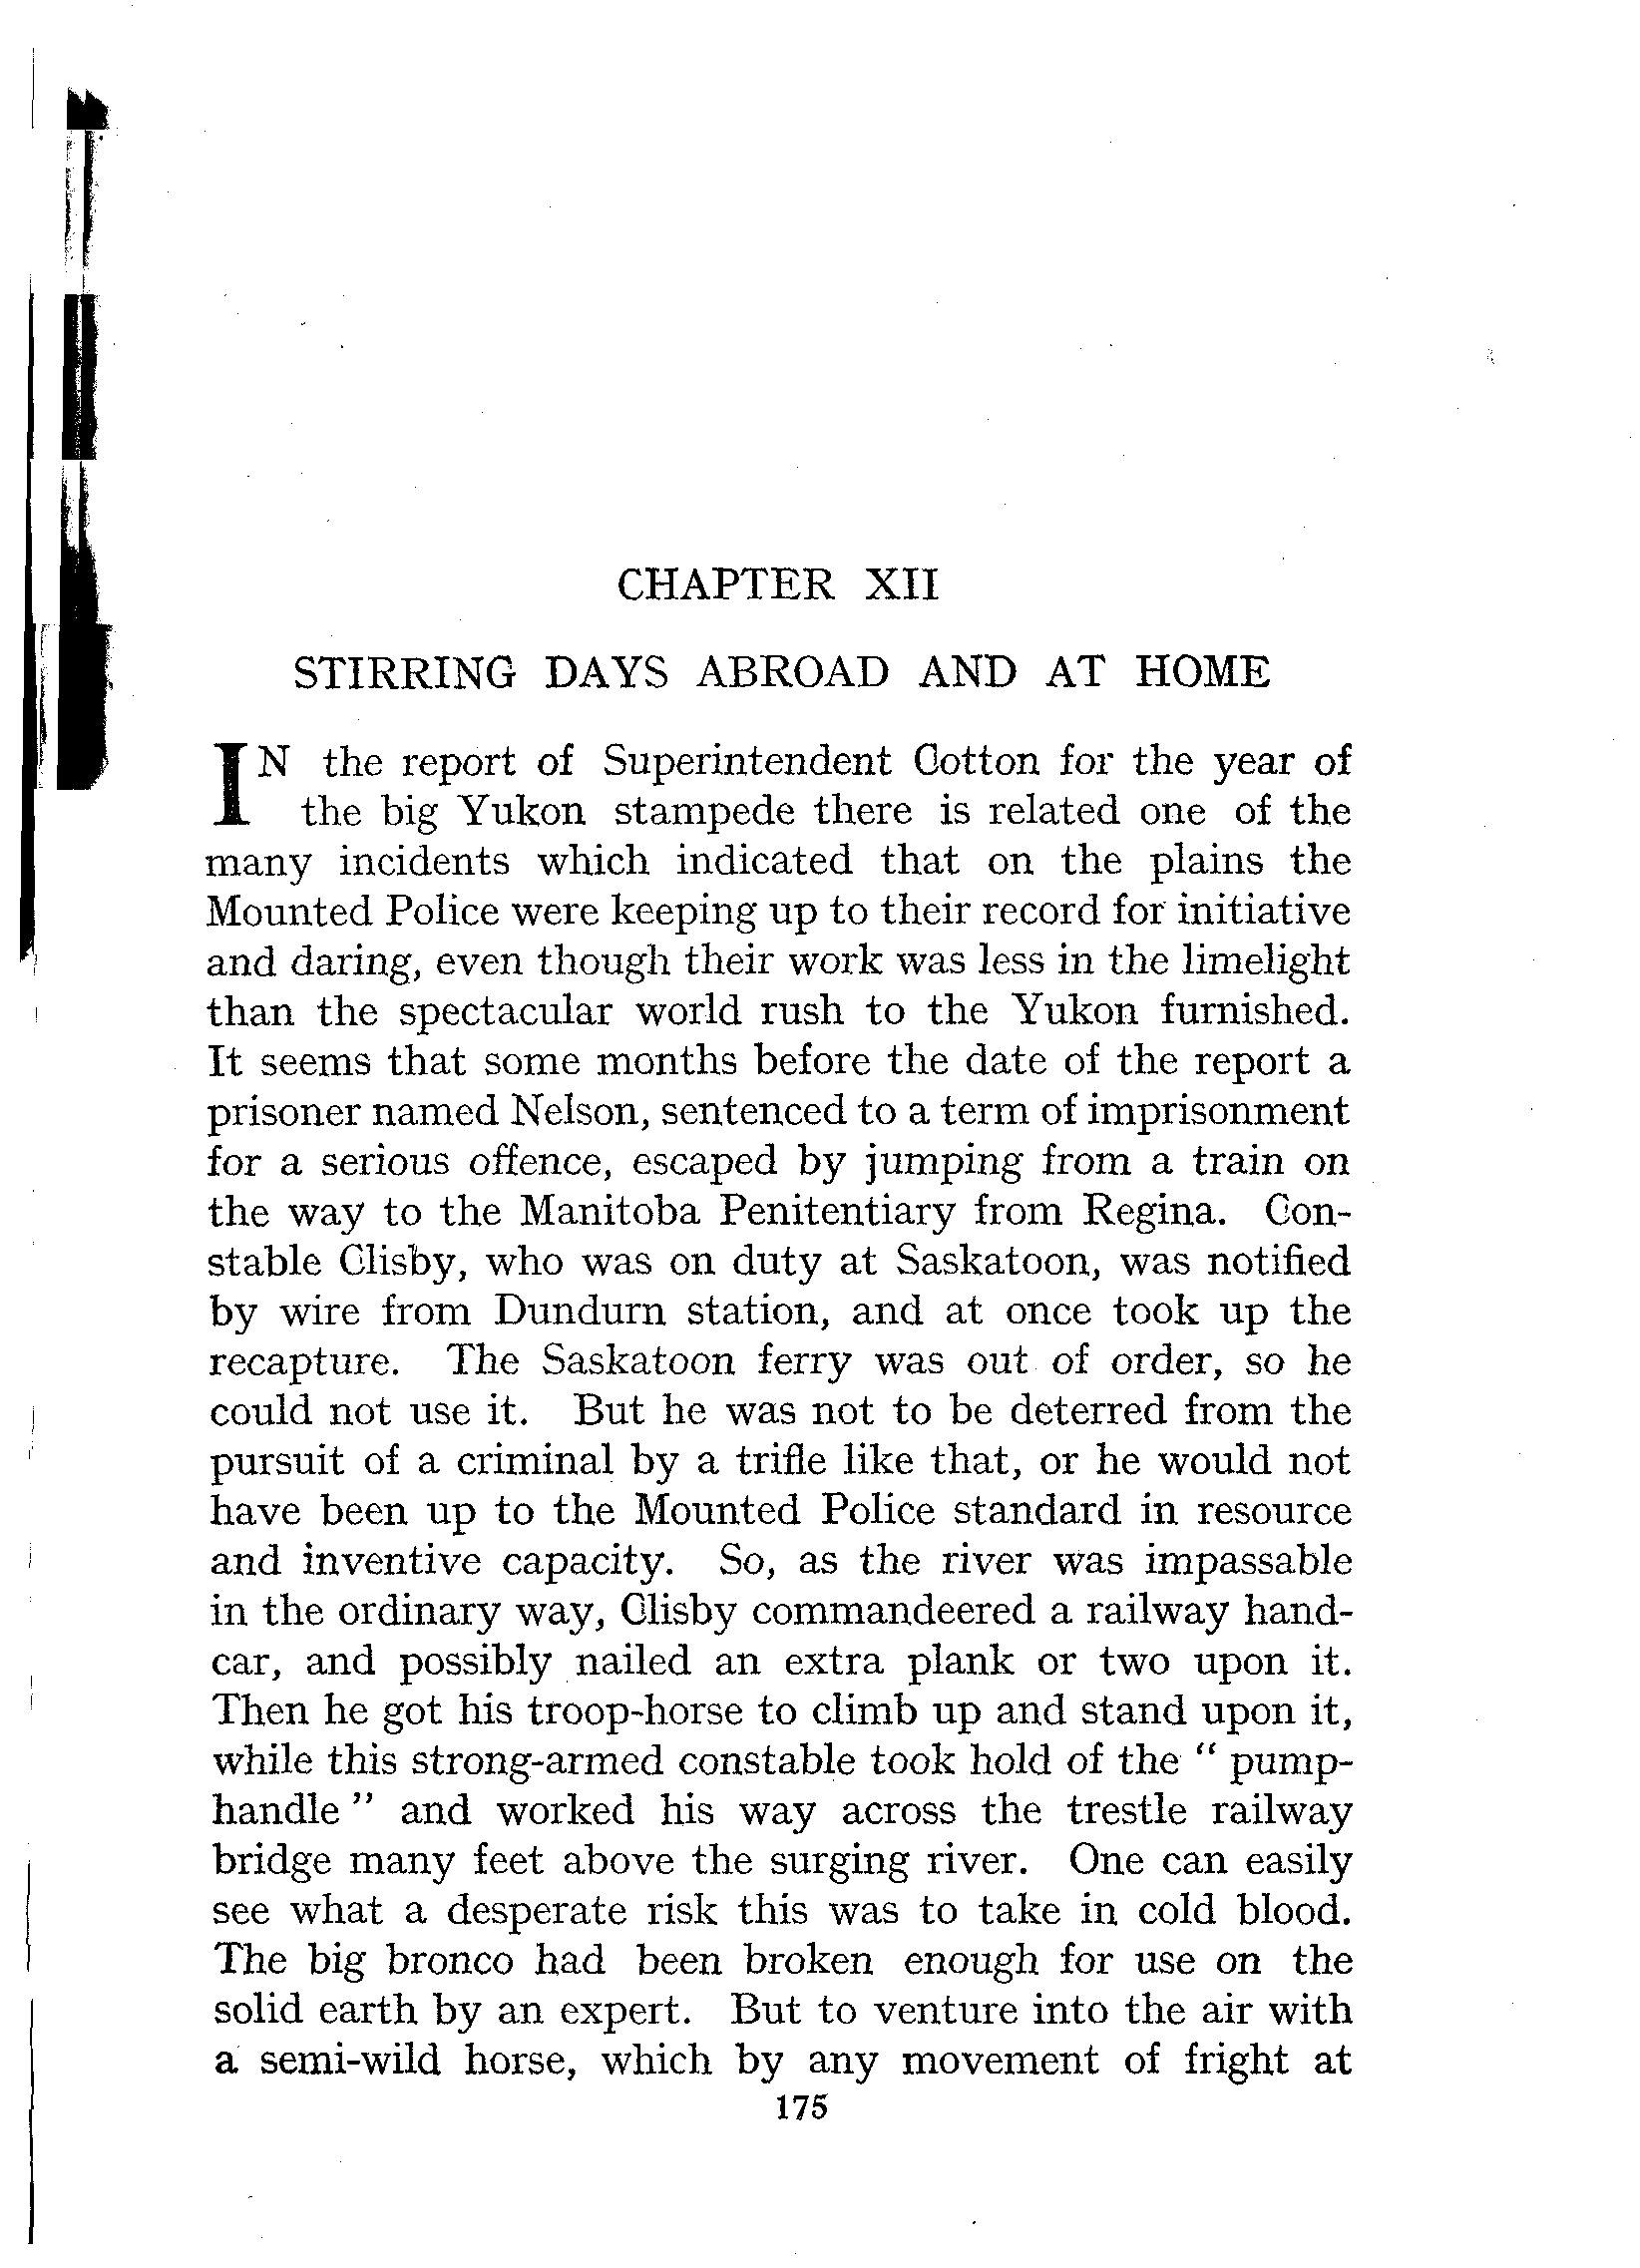 CHAPTER XII
STIRRING DAYS ABROAD AND AT HOME
IN the report of Superintendent Cotton for the year of
the big Yukon stampede there is related one of the
many incidents which indicated that on the plains the
Mounted Police were keeping up to their record for initiative
and daring, even though their work was less in the limelight
than the spectacular world rush to the Yukon furnished.
It seems that some months before the date of the report a
prisoner named Nelson, sentenced to a term of imprisonment
for a serious offence, escaped by jumping from a train on
the way to the Manitoba Penitentiary from Regina. Con-
stable Clisby, who was on duty at Saskatoon, was notified
by wire from Dundurn station, and at once took up the
recapture. The Saskatoon ferry was out of order, so he
could not use it. But he was not to be deterred from the
pursuit of a criminal by a trifle like that, or he would not
have been up to the Mounted Police standard in resource
and inventive capacity. So, as the river was impassable
in the ordinary way, Clisby commandeered a railway hand-
car, and possibly nailed an extra plank or two upon it.
Then he got his troop-horse to climb up and stand upon it,
while this strong-armed constable took hold of the " pump-
handle " and worked his way across the trestle railway
bridge many feet above the surging river. One can easily
see what a desperate risk this was to take in cold blood.
The big bronco had been broken enough for use on the
solid earth by an expert. But to venture into the air with
a semi-wild horse, which by any movement of fright at
175